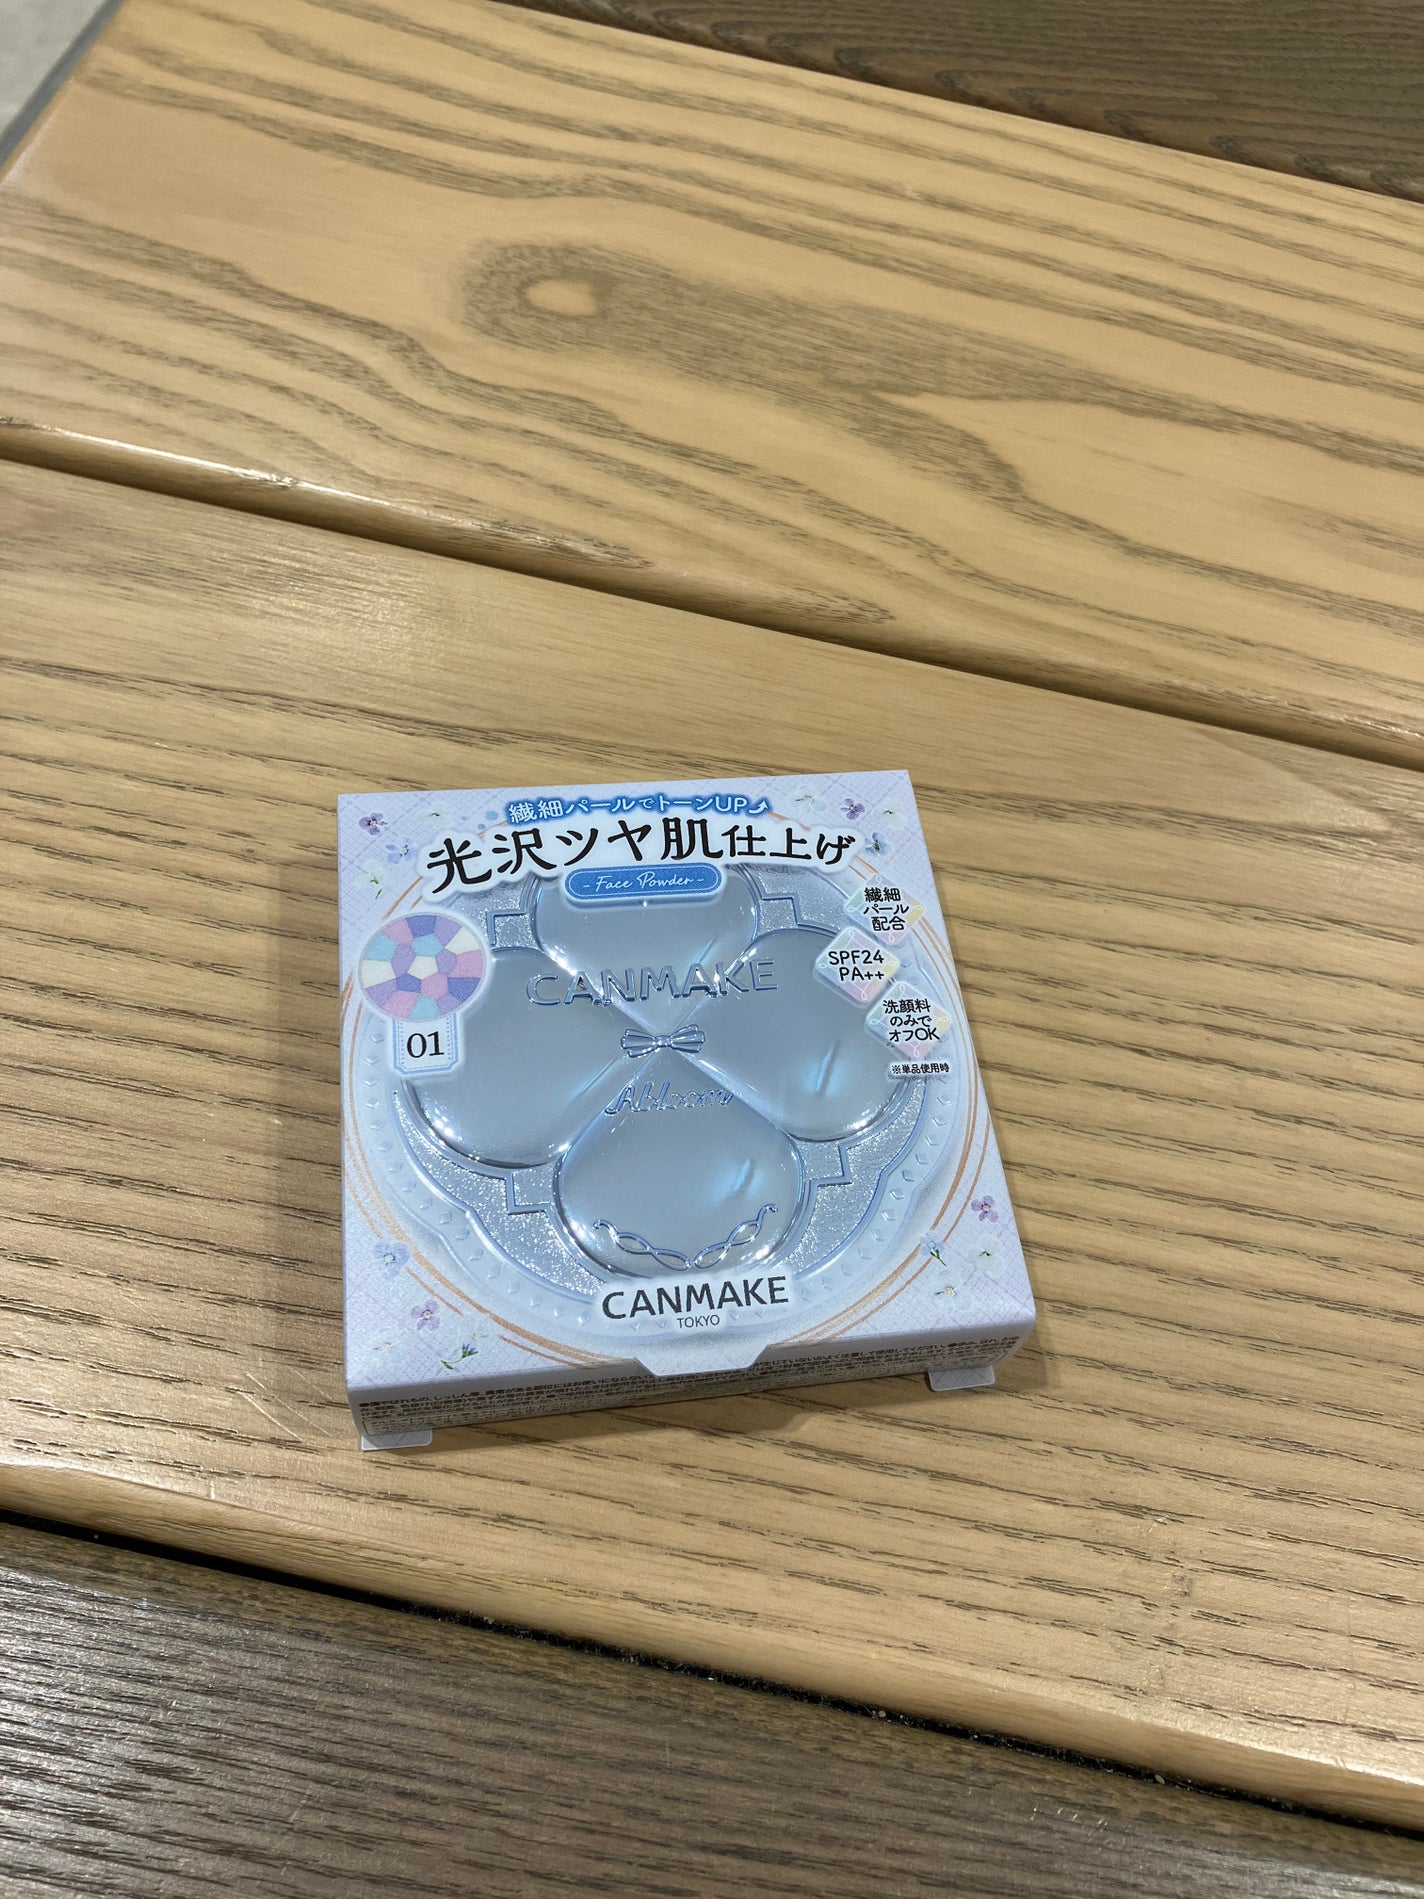 繊細パールでトーンUP
光沢ツヤ肌仕上げ
- Face Powder -
繊細
パール
配合
SPF24
PA++
洗顔料
のみで
オフOK
※単品使用時
01
CANMAKE
Abloom
CANMAKE
TOKYO